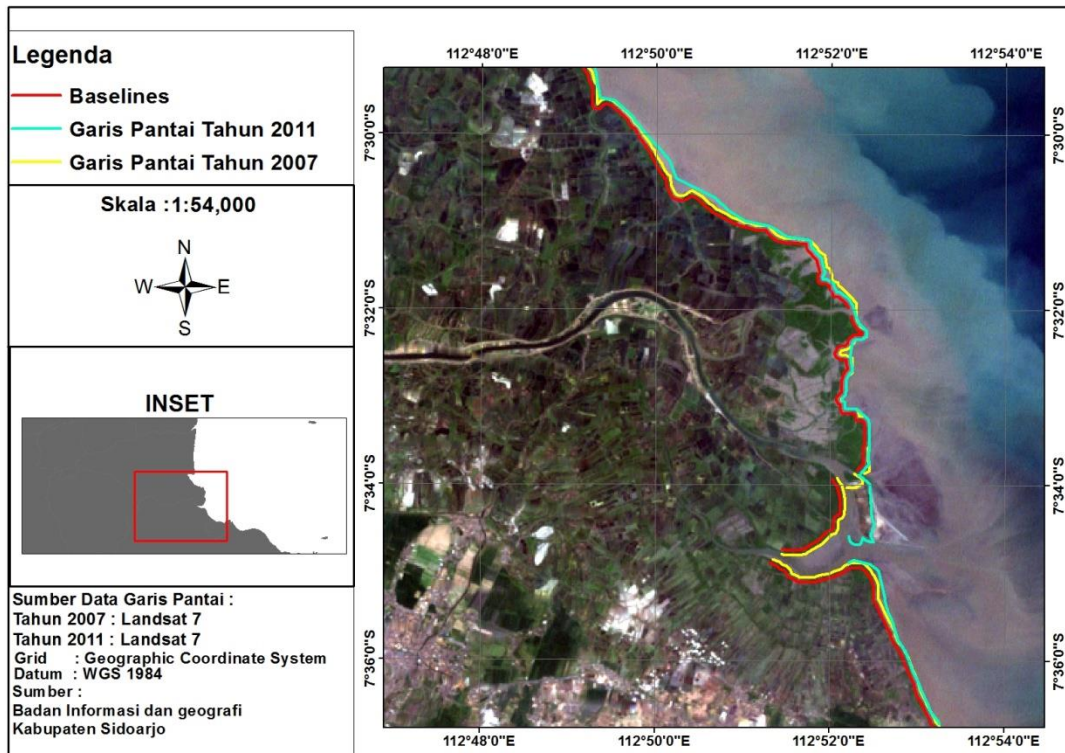 Legenda
Baselines
Garis Pantai Tahun 2011
Garis Pantai Tahun 2007
Skala :1:54,000
N
W E
S
INSET
Sumber Data Garis Pantai :
Tahun 2007 : Landsat 7
Tahun 2011 : Landsat 7
Grid : Geographic Coordinate System
Datum : WGS 1984
Sumber :
Badan Informasi dan geografi
Kabupaten Sidoarjo
112°48'0"E 112°50'0"E 112°52'0"E 112°54'0"E
7°30'0"S 7°30'0"S
7°32'0"S 7°32'0"S
7°34'0"S 7°34'0"S
7°36'0"S 7°36'0"S
112°48'0"E 112°50'0"E 112°52'0"E 112°54'0"E